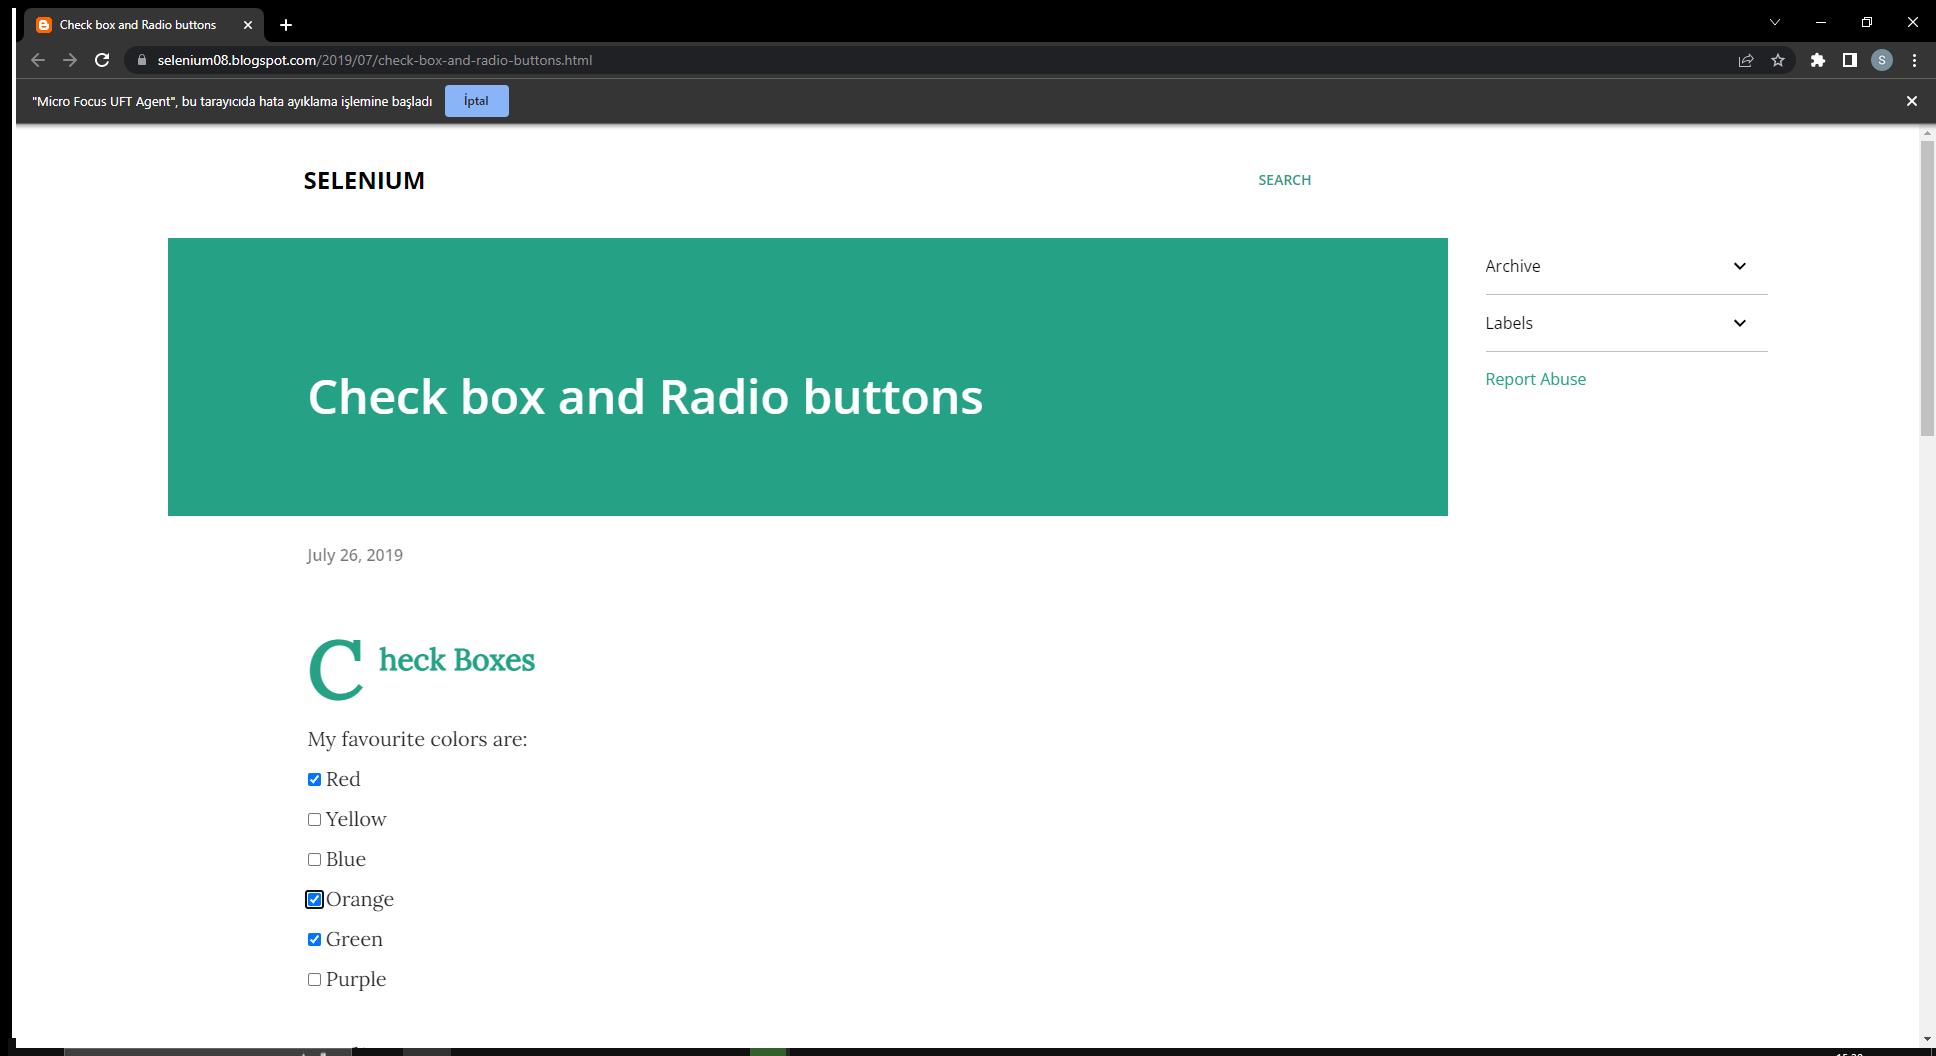 Check box and Radio buttons
selenium08.blogspot.com/2019/07/check-box-and-radio-buttons.html
S
"Micro Focus UFT Agent", bu tarayıcıda hata ayıklama işlemine başladı İptal
SELENIUM
SEARCH
Archive
Labels
Report Abuse
Check box and Radio buttons
July 26, 2019
Check Boxes
My favourite colors are:
Red
Yellow
Blue
Orange
Green
Purple